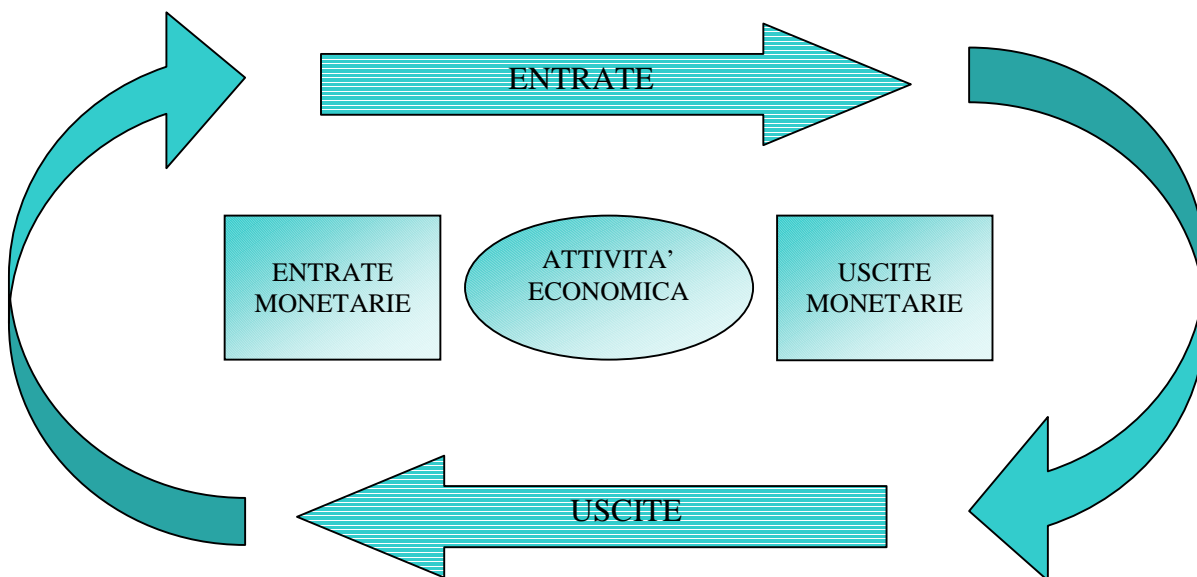 ENTRATE
ENTRATE
MONETARIE
ATTIVITA’
ECONOMICA
USCITE
MONETARIE
USCITE